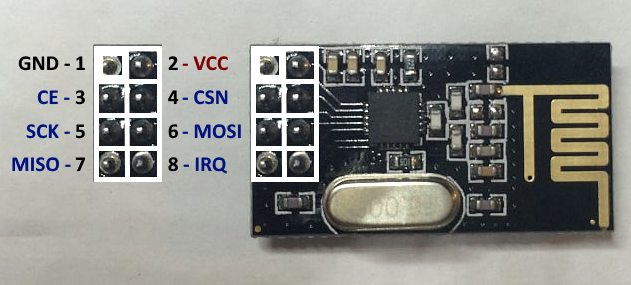 GND - 1 2 - VCC
CE - 3 4 - CSN
SCK - 5 6 - MOSI
MISO - 7 8 - IRQ